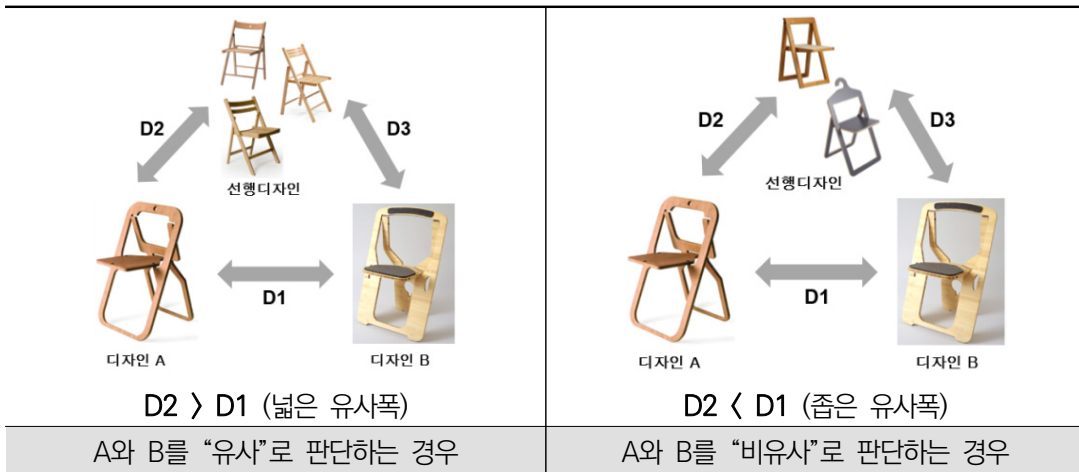 D2
D3
선행디자인
D1
디자인 A
디자인 B
D2 > D1 (넓은 유사폭)
A와 B를 “유사”로 판단하는 경우
D2
D3
선행디자인
D1
디자인 A
디자인 B
D2 < D1 (좁은 유사폭)
A와 B를 “비유사”로 판단하는 경우